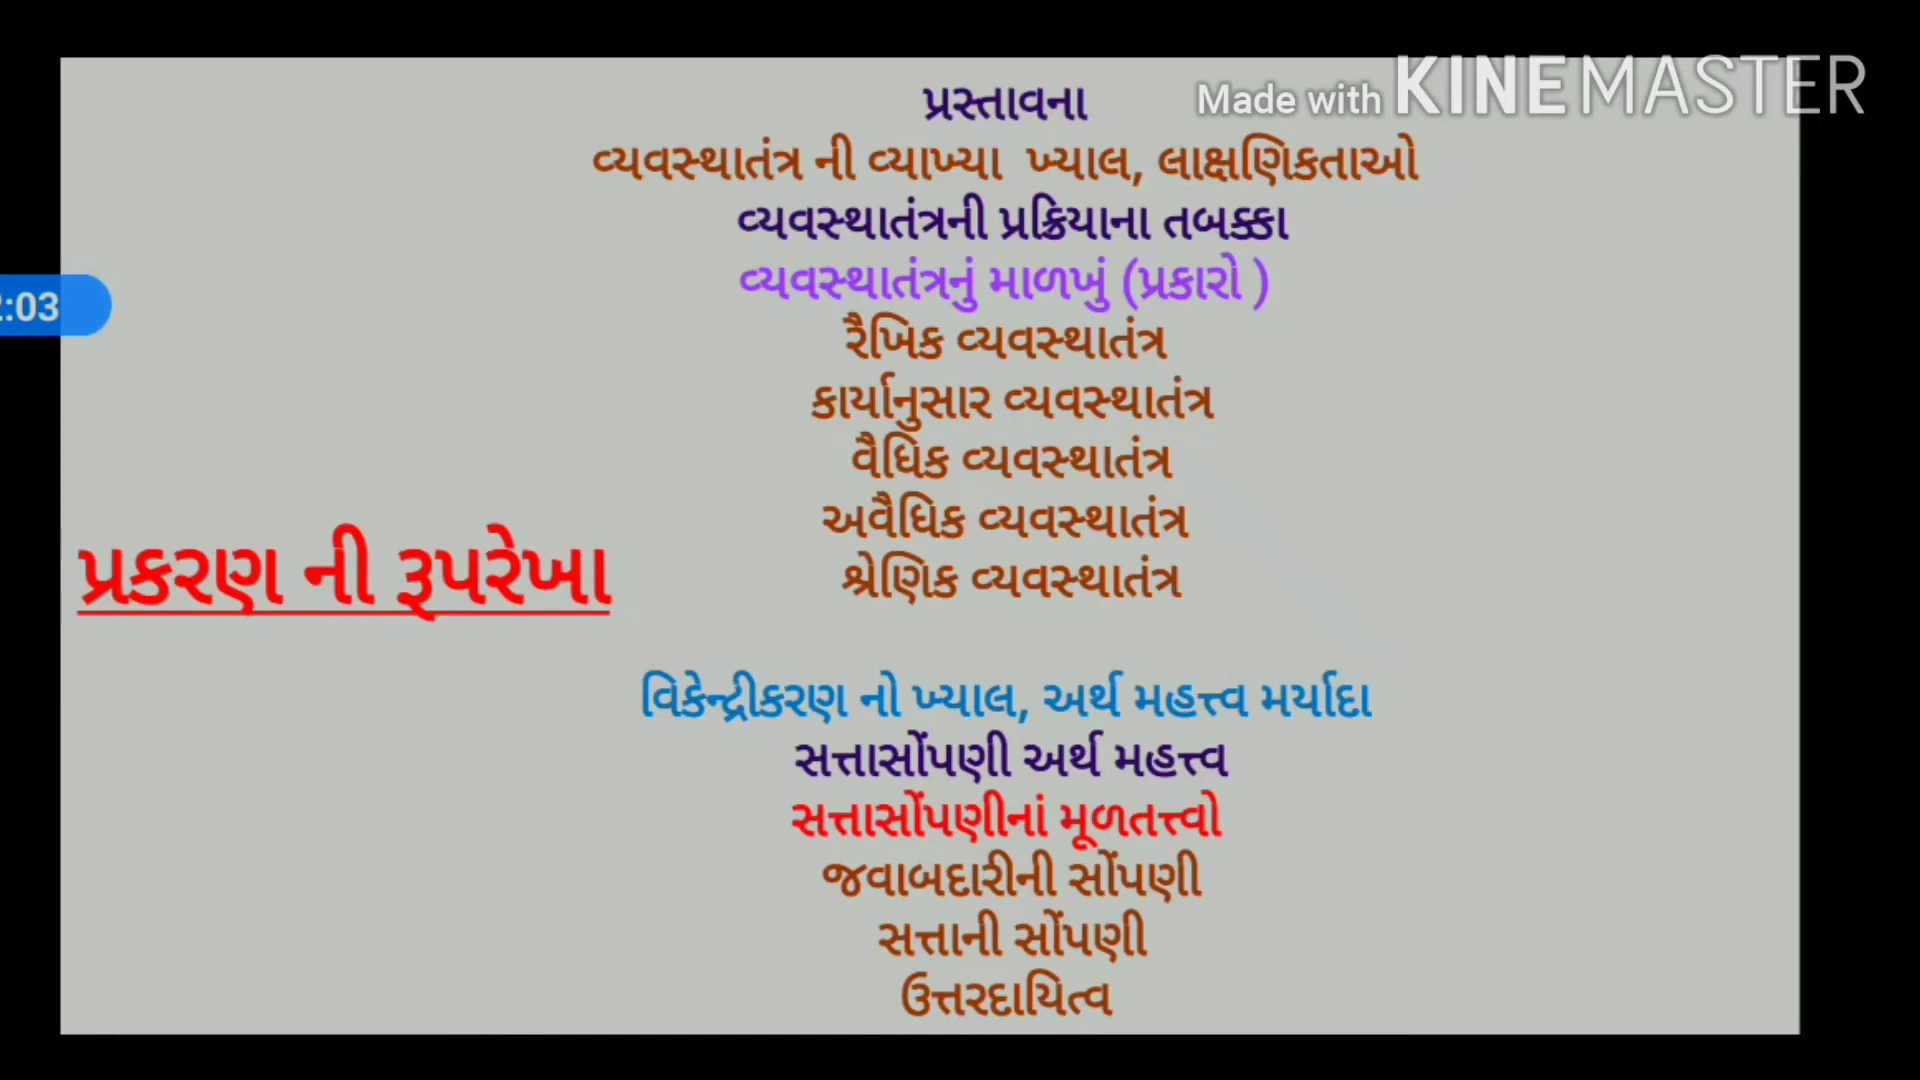 Made with KINEMASTER
પ્રસ્તાવના
વ્યવસ્થાતંત્ર ની વ્યાખ્યા ખ્યાલ, લાક્ષણિકતાઓ
વ્યવસ્થાતંત્રની પ્રક્રિયાના તબક્કા
વ્યવસ્થાતંત્રનું માળખું (પ્રકારો )
:03
રૈખિક વ્યવસ્થાતંત્ર
કાર્યાનુસાર વ્યવસ્થાતંત્ર
વૈધિક વ્યવસ્થાતંત્ર
અવૈધિક વ્યવસ્થાતંત્ર
પ્રકરણ ની રૂપરેખા
શ્રેણિક વ્યવસ્થાતંત્ર
વિકેન્દ્રીકરણ નો ખ્યાલ, અર્થ મહત્ત્વ મર્યાદા
સત્તાસોંપણી અર્થ મહત્ત્વ
સત્તાસોંપણીનાં મૂળતત્ત્વો
જવાબદારીની સોંપણી
સત્તાની સોંપણી
ઉત્તરદાયિત્વ